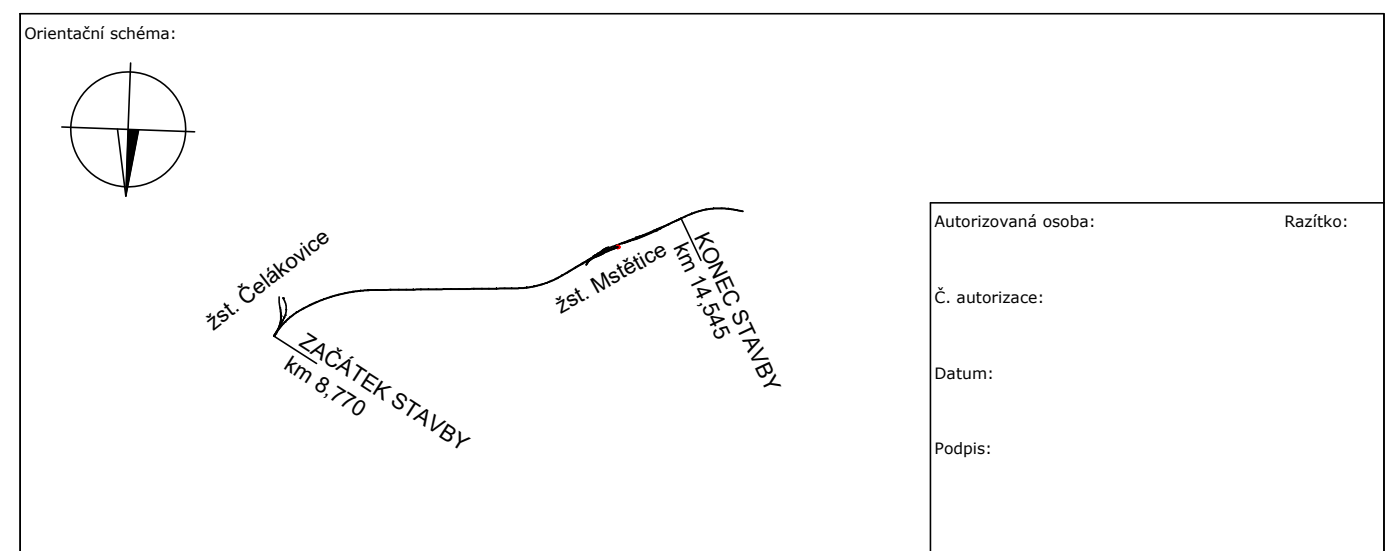 Orientační schéma:
žst. Čelákovice
ZAČÁTEK STAVBY
km 8,770
žst. Mstětice
KONEC STAVBY
km 14,545
Autorizovaná osoba:
Razítko:
Č. autorizace:
Datum:
Podpis: